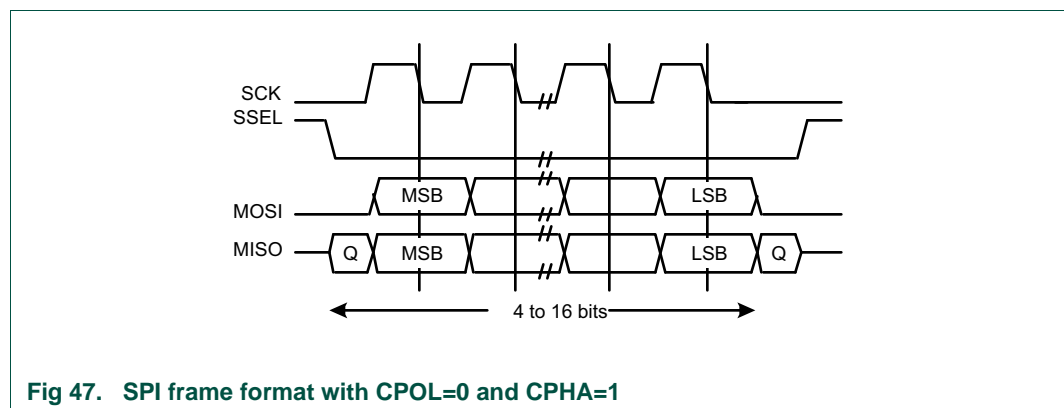 SCK
SSEL
MOSI MSB LSB
MISO Q MSB LSB Q
4 to 16 bits
Fig 47. SPI frame format with CPOL=0 and CPHA=1